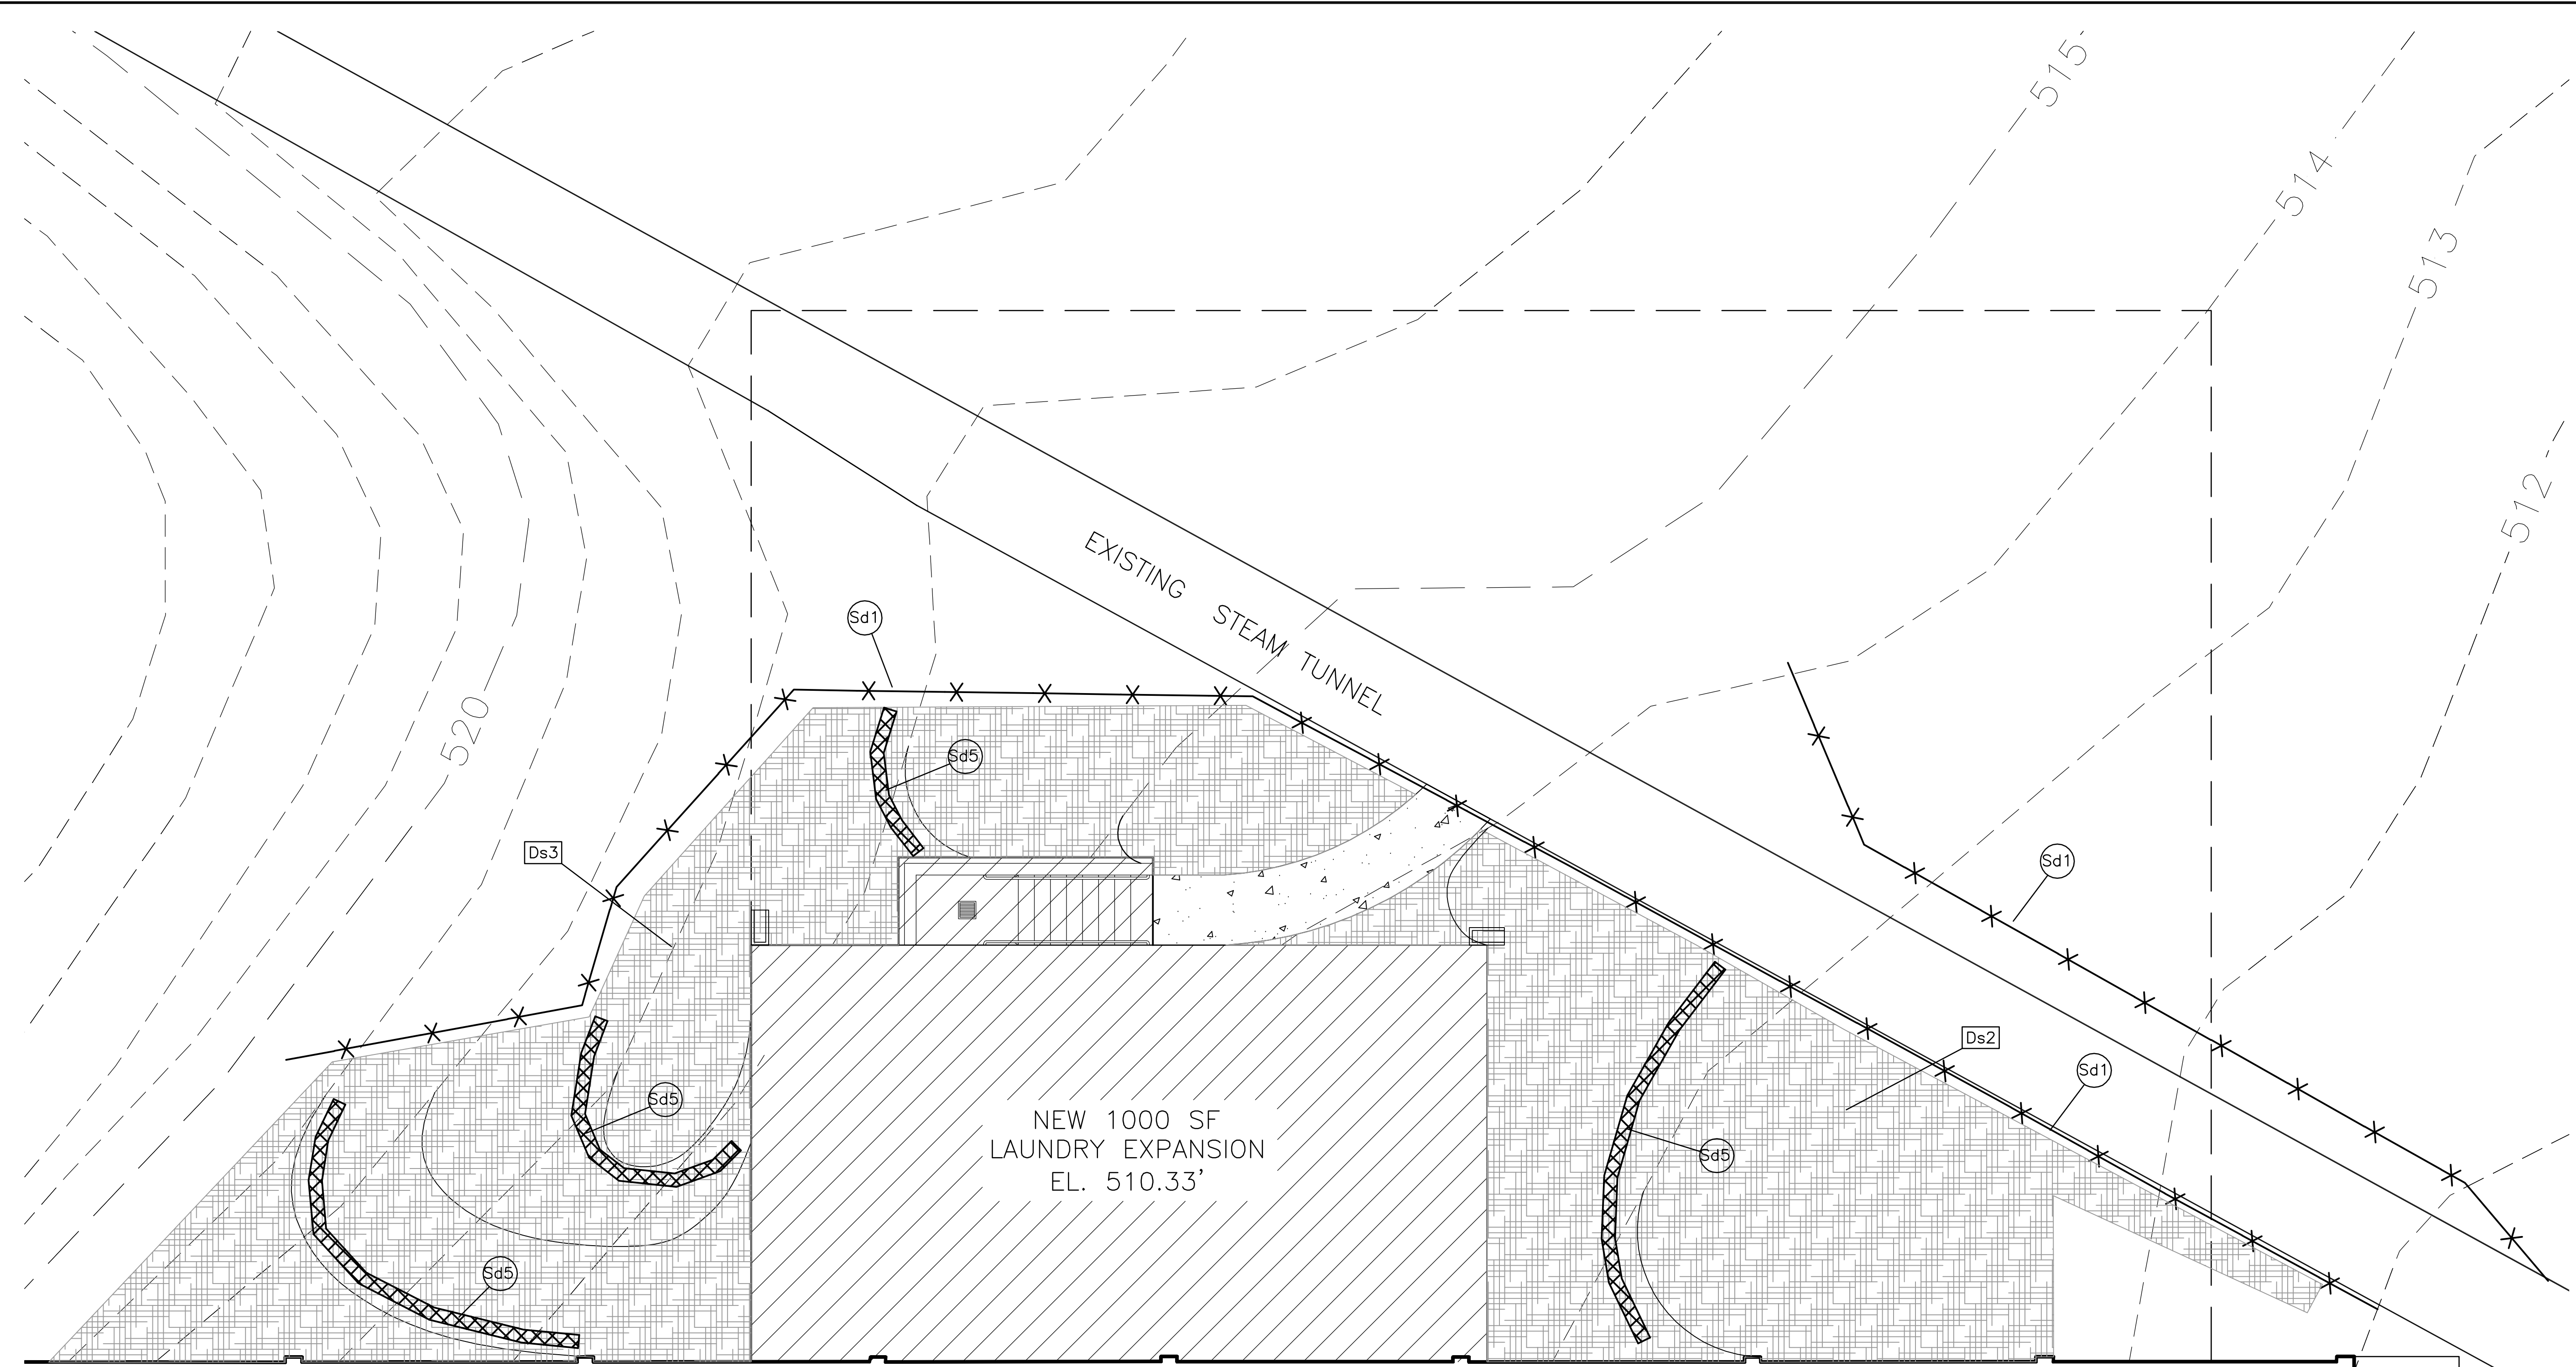 515
514
513
512
EXISTING STEAM TUNNEL
Sd1
520
Sd5
Ds3
Sd1
Ds2
Sd1
Sd5
Sd5
Sd5
NEW 1000 SF
LAUNDRY EXPANSION
EL. 510.33'